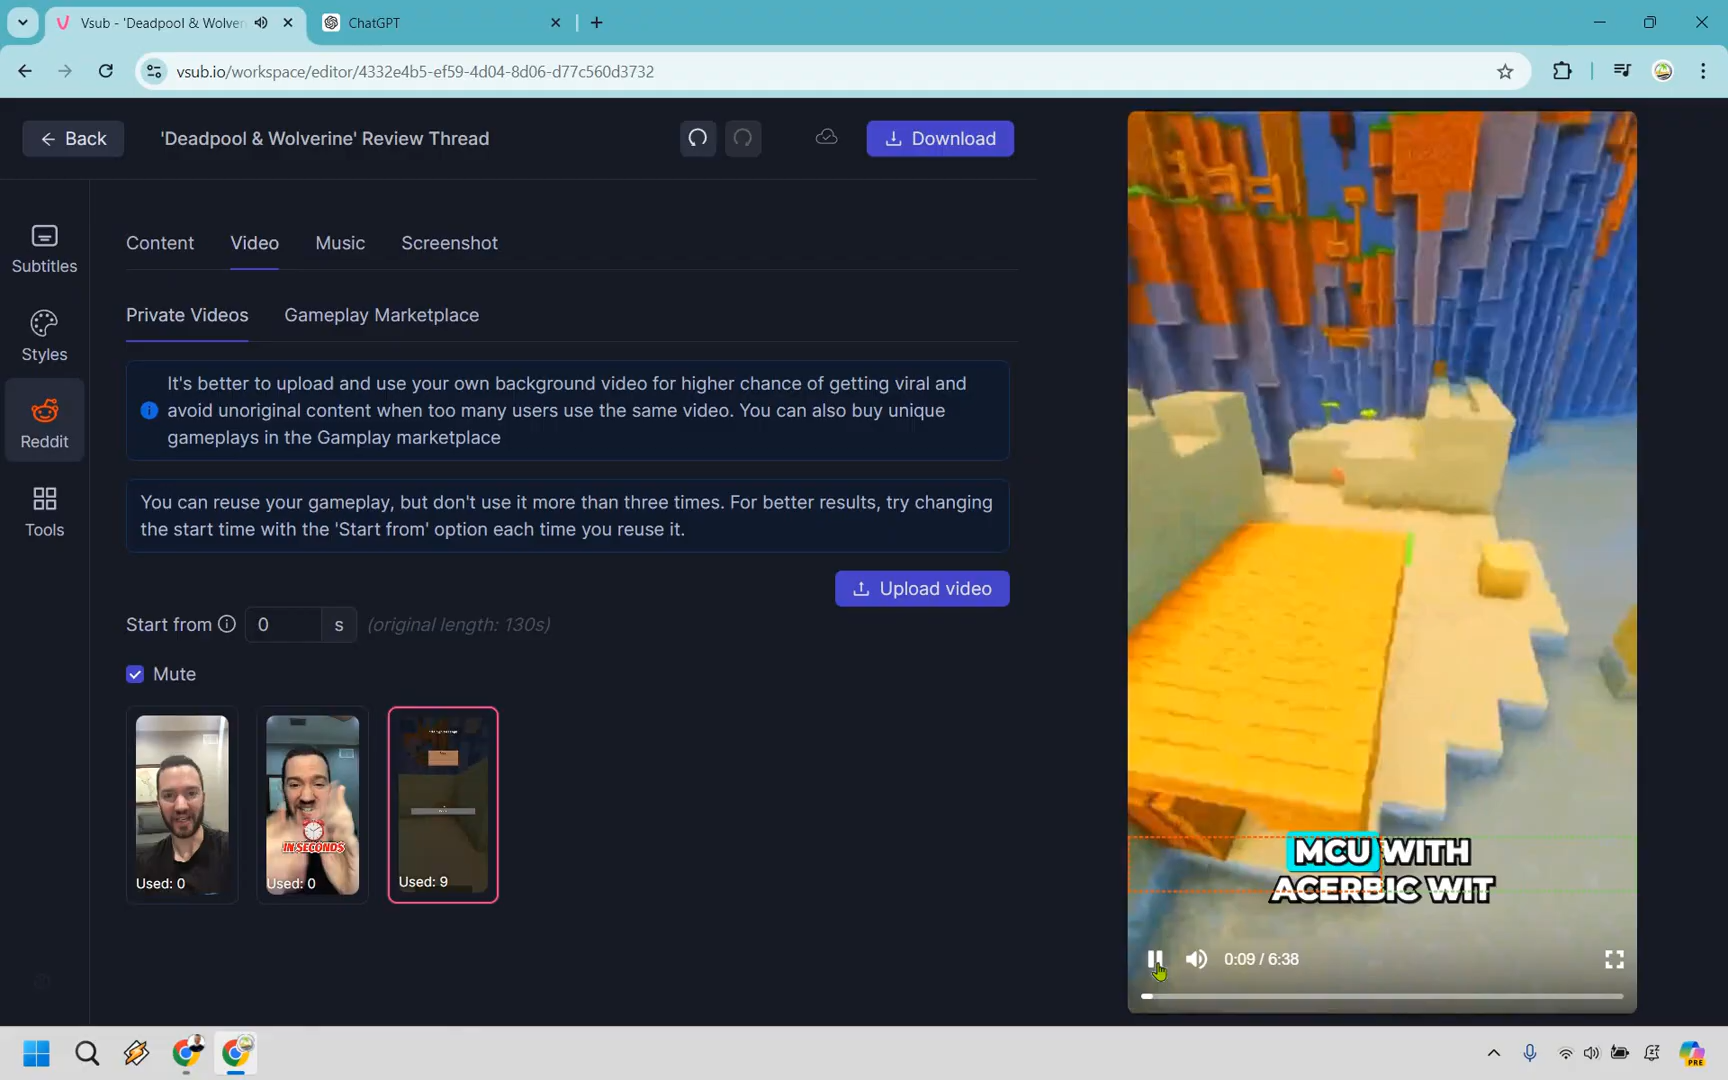 Vsub - 'Deadpool & Wolveri
ChatGPT
vsub.io/workspace/editor/4332e4b5-ef59-4d04-8d06-d77c560d3732
Back
'Deadpool & Wolverine' Review Thread
Download
Subtitles
Styles
Reddit
Tools
Content
Video
Music
Screenshot
Private Videos
Gameplay Marketplace
It's better to upload and use your own background video for higher chance of getting viral and
avoid unoriginal content when too many users use the same video. You can also buy unique
gameplays in the Gamplay marketplace
You can reuse your gameplay, but don't use it more than three times. For better results, try changing
the start time with the 'Start from' option each time you reuse it.
Upload video
Start from
0
s
(original length: 130s)
Mute
IN SECONDS
Used: 0
Used: 0
Used: 9
MCU WITH
ACERBIC WIT
0:09 / 6:38
PRE